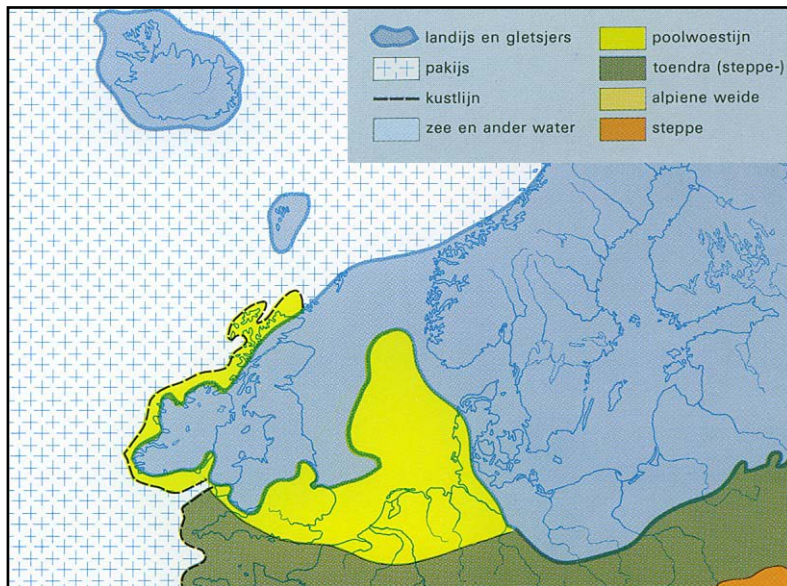 landijs en gletsjers
pakijs
kustlijn
zee en ander water
poolwoestijn
toendra (steppe-)
alpiene weide
steppe